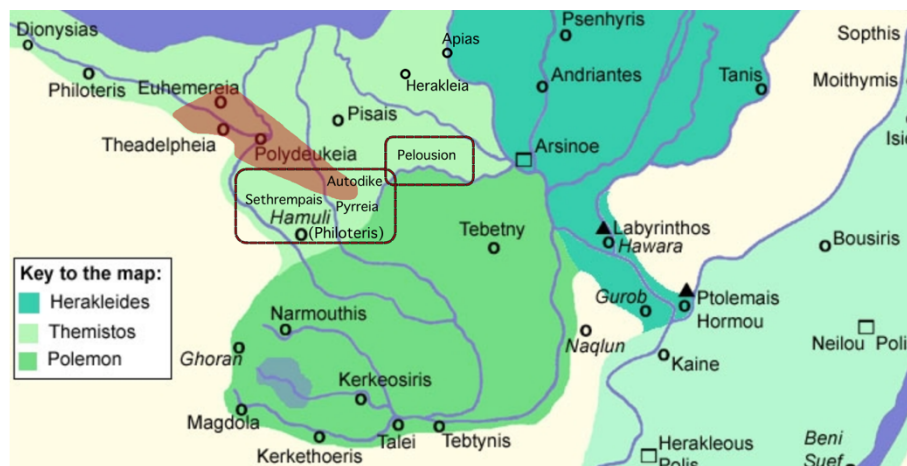 Dionysias
Philoteris
Euhemereia
Theadelpheia
Polydeukeia
Pisais
Apias
Herakleia
Psenhyris
Andriantes
Tanis
Sopthis
Moithymis
Isie
Arsinoe
Pelousion
Autodike
Sethrempais
Pyrreia
Hamuli
(Philoteris)
Tebetny
Labyrinthos
Hawara
Bousiris
Gurob
Ptolemais
Hormou
Key to the map:
Herakleides
Themistos
Polemon
Narmouthis
Ghoran
Naqlun
Kaine
Neilou Poli
Kerkeosiris
Magdola
Kerkethoeris
Talei
Tebtynis
Herakleous
Polis
Beni
Suef